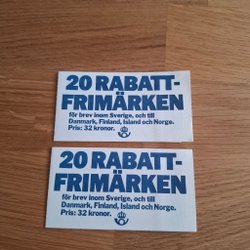 20 RABATT-
FRIMÄRKEN
för brev inom Sverige, och till
Danmark, Finland, Island och Norge.
Pris: 32 kronor.
20 RABATT-
FRIMÄRKEN
för brev inom Sverige, och till
Danmark, Finland, Island och Norge.
Pris: 32 kronor.